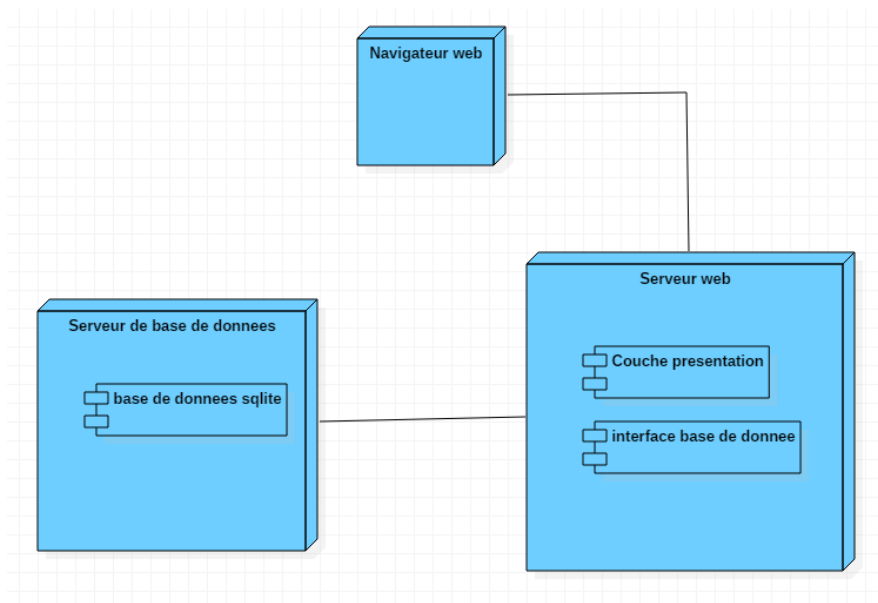 Navigateur web
Serveur web
Couche presentation
interface base de donnee
Serveur de base de donnees
base de donnees sqlite